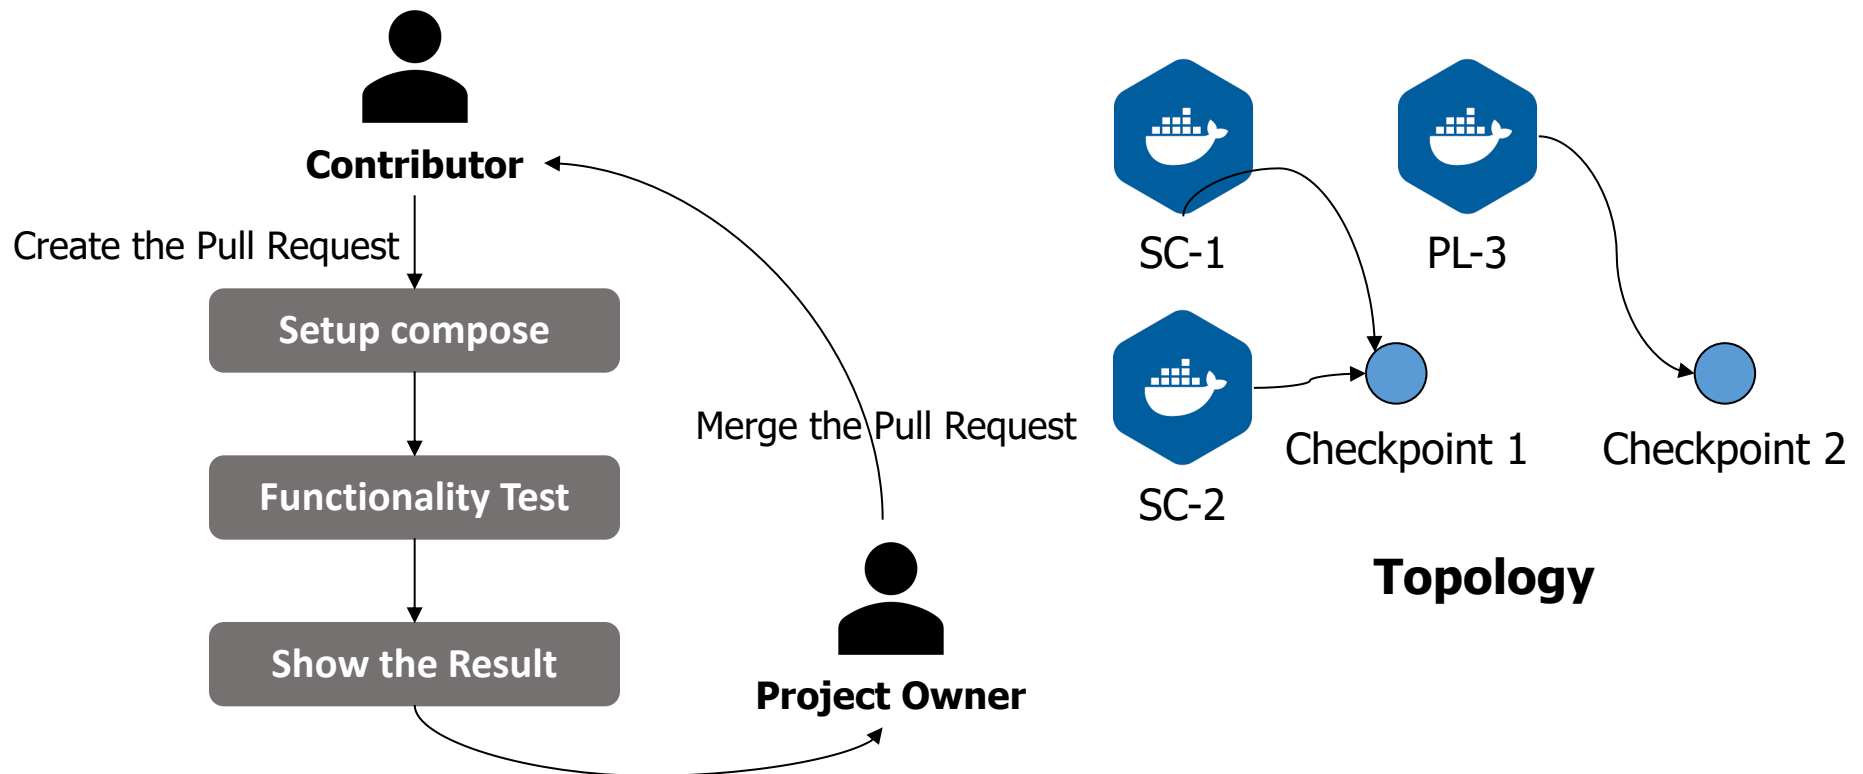 Contributor
Create the Pull Request
Setup compose
Functionality Test
Show the Result
Merge the Pull Request
Project Owner
SC-1
PL-3
SC-2
Checkpoint 1
Checkpoint 2
Topology